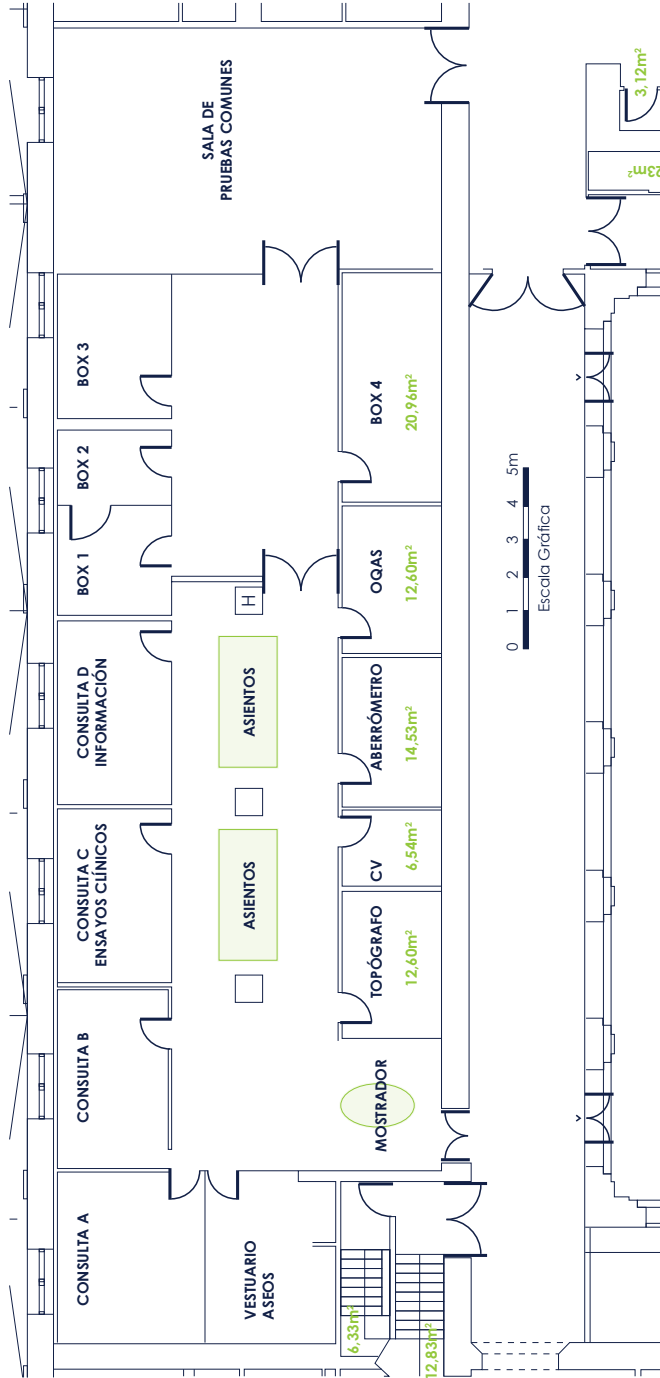 CONSULTA A
CONSULTA B
CONSULTA C
ENSAYOS CLÍNICOS
CONSULTA D
INFORMACIÓN
BOX 1
BOX 2
BOX 3
SALA DE
PRUEBAS COMUNES
VESTUARIO
ASEOS
ASIENTOS
ASIENTOS
H
MOSTRADOR
TOPÓGRAFO
12,60m²
CV
6,54m²
ABERRÓMETRO
14,53m²
OQAS
12,60m²
BOX 4
20,96m²
6,33m²
12,83m²
0 1 2 3 4 5m
Escala Gráfica
3,12m²